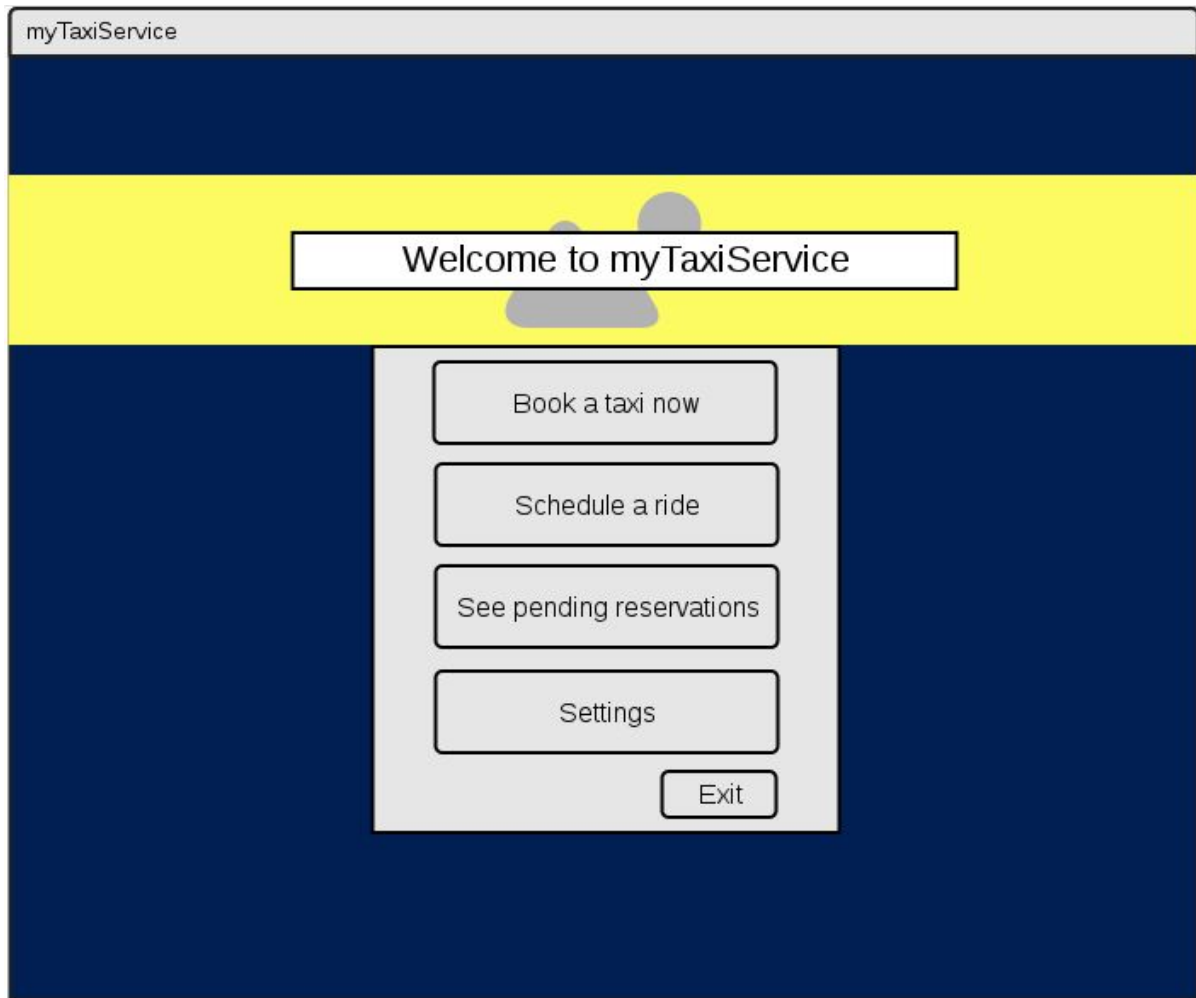 myTaxiService
Welcome to myTaxiService
Book a taxi now
Schedule a ride
See pending reservations
Settings
Exit